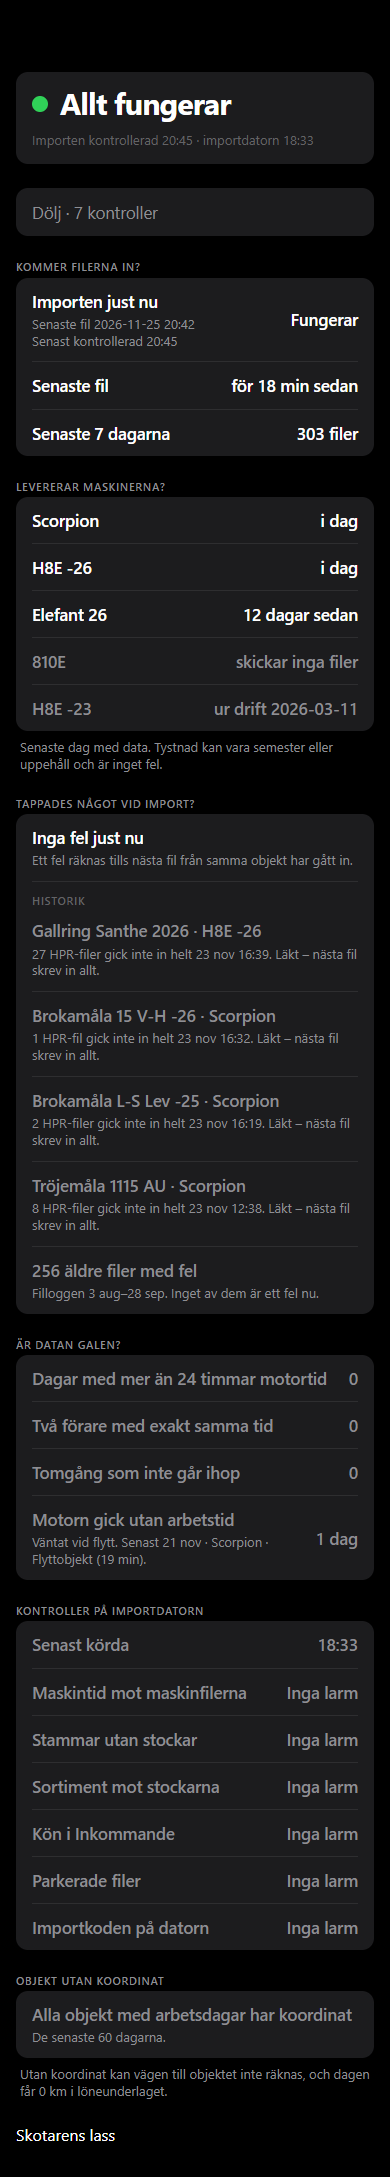 Allt fungerar
Importen kontrollerad 20:45 · importdatorn 18:33
Dölj · 7 kontroller
KOMMER FILERNA IN?
Importen just nu
Senaste fil 2026-11-25 20:42
Senast kontrollerad 20:45
Fungerar
Senaste fil för 18 min sedan
Senaste 7 dagarna 303 filer
LEVERERAR MASKINERNA?
Scorpion i dag
H8E -26 i dag
Elefant 26 12 dagar sedan
810E skickar inga filer
H8E -23 ur drift 2026-03-11
Senaste dag med data. Tystnad kan vara semester eller
uppehåll och är inget fel.
TAPPADES NÅGOT VID IMPORT?
Inga fel just nu
Ett fel räknas tills nästa fil från samma objekt har gått in.
HISTORIK
Gallring Santhe 2026 · H8E -26
27 HPR-filer gick inte in helt 23 nov 16:39. Läkt – nästa fil
skrev in allt.
Brokamåla 15 V-H -26 · Scorpion
1 HPR-fil gick inte in helt 23 nov 16:32. Läkt – nästa fil
skrev in allt.
Brokamåla L-S Lev -25 · Scorpion
2 HPR-filer gick inte in helt 23 nov 16:19. Läkt – nästa fil
skrev in allt.
Tröjemåla 1115 AU · Scorpion
8 HPR-filer gick inte in helt 23 nov 12:38. Läkt – nästa fil
skrev in allt.
256 äldre filer med fel
Filloggen 3 aug–28 sep. Inget av dem är ett fel nu.
ÄR DATAN GALEN?
Dagar med mer än 24 timmar motortid 0
Två förare med exakt samma tid 0
Tomgång som inte går ihop 0
Motorn gick utan arbetstid
Väntat vid flytt. Senast 21 nov · Scorpion ·
Flyttobjekt (19 min).
1 dag
KONTROLLER PÅ IMPORTDATORN
Senast körda 18:33
Maskintid mot maskinfilerna Inga larm
Stammar utan stockar Inga larm
Sortiment mot stockarna Inga larm
Kön i Inkommande Inga larm
Parkerade filer Inga larm
Importkoden på datorn Inga larm
OBJEKT UTAN KOORDINAT
Alla objekt med arbetsdagar har koordinat
De senaste 60 dagarna.
Utan koordinat kan vägen till objektet inte räknas, och dagen
får 0 km i löneunderlaget.
Skotarens lass